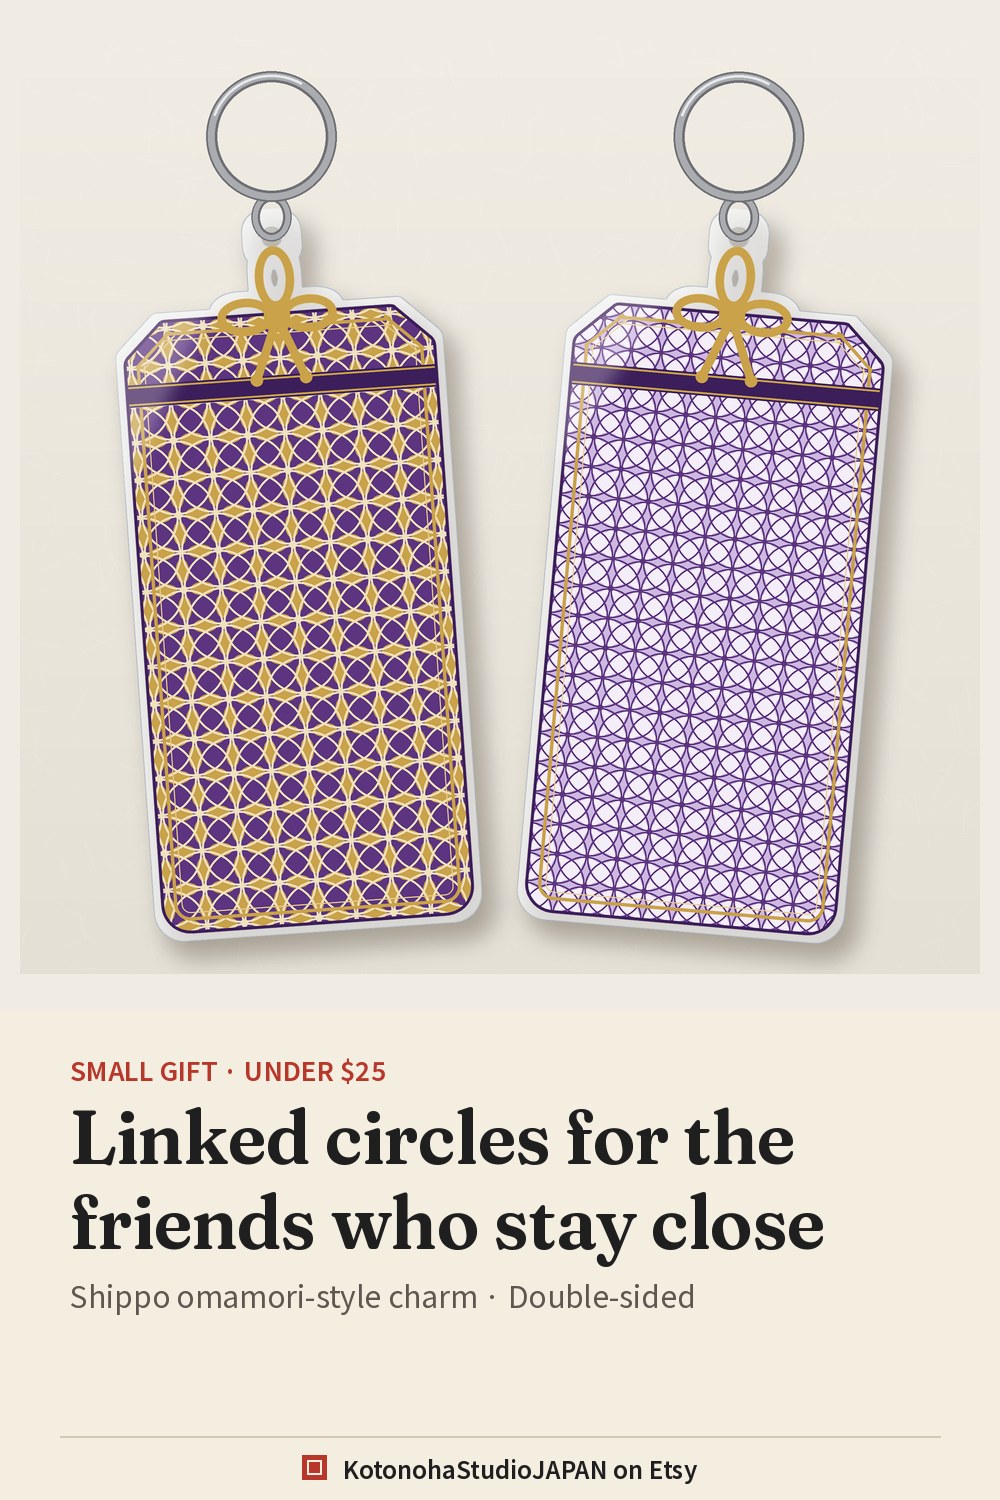 SMALL GIFT · UNDER $25
Linked circles for the
friends who stay close
Shippo omamori-style charm · Double-sided
KotonohaStudioJAPAN on Etsy